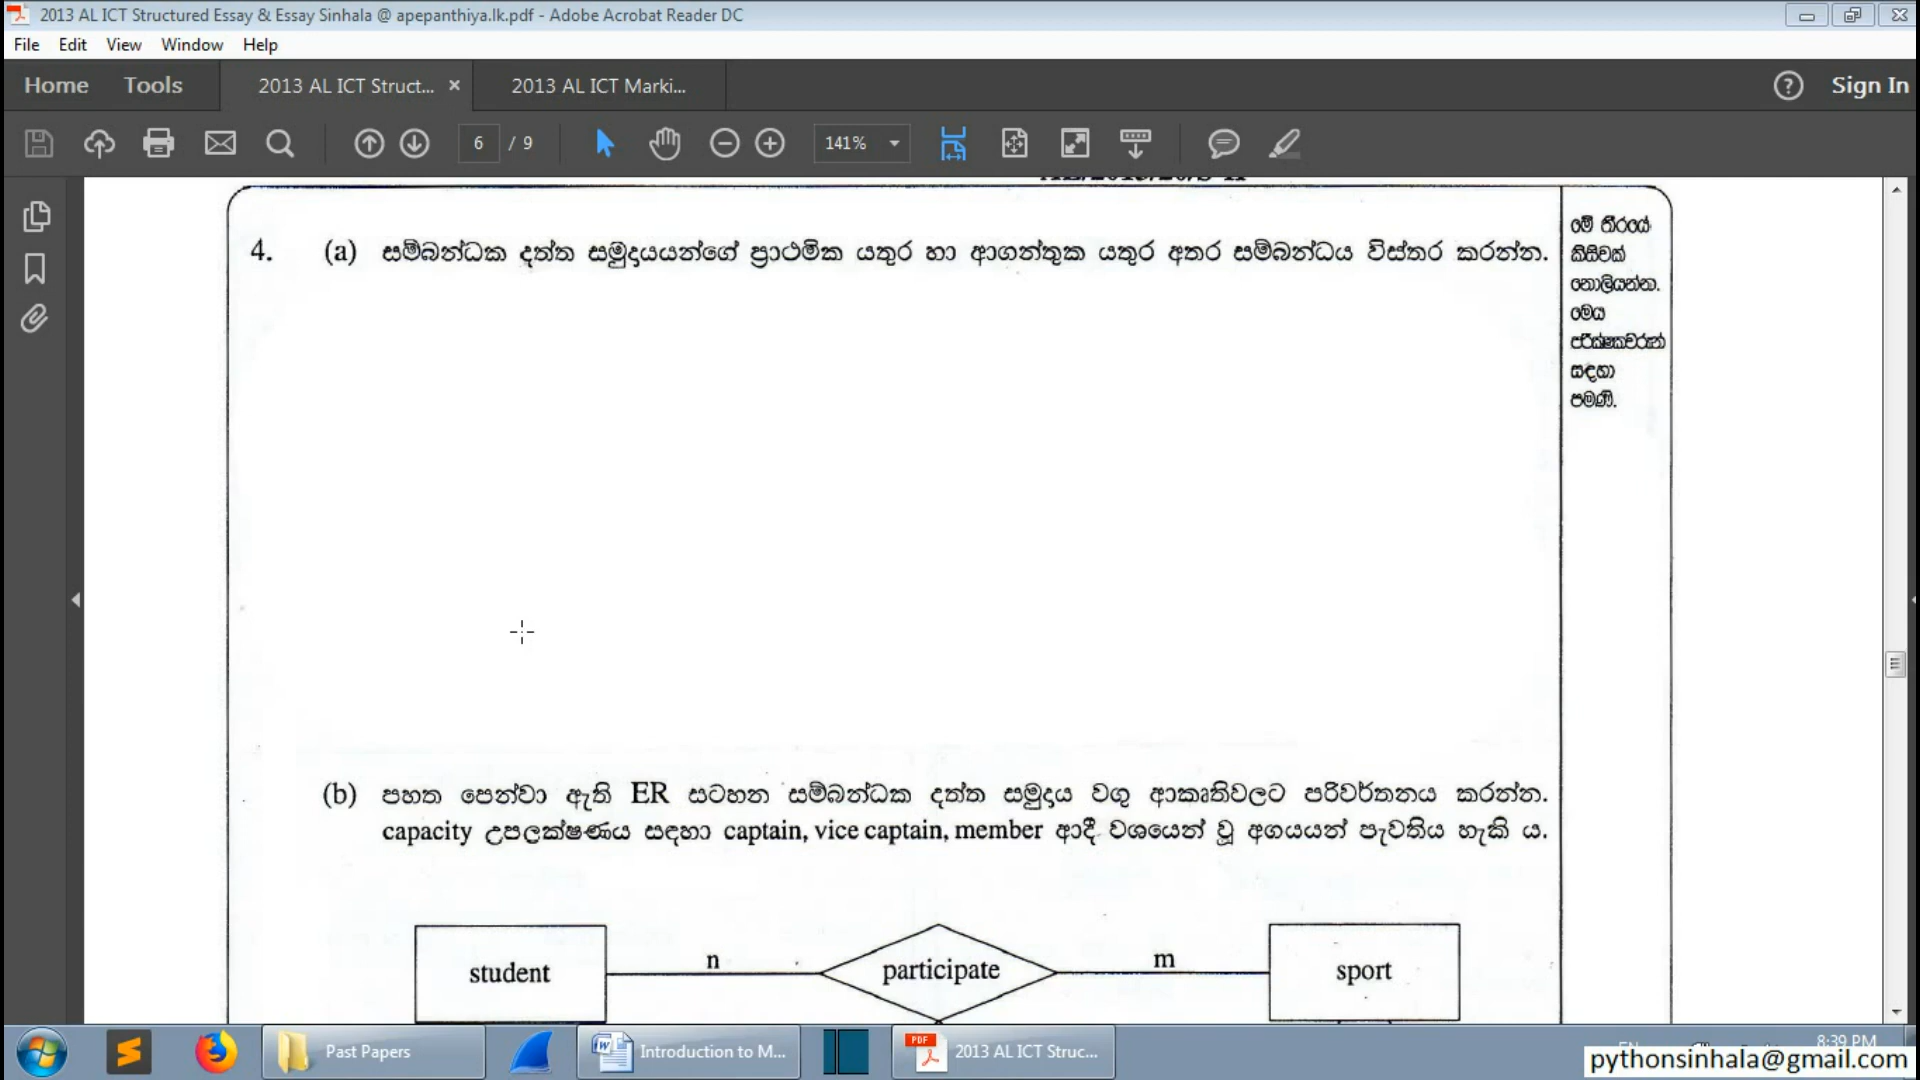 2013 AL ICT Structured Essay & Essay Sinhala @ apepanthiya.lk.pdf - Adobe Acrobat Reader DC
File Edit View Window Help
Home Tools 2013 AL ICT Struct... × 2013 AL ICT Marki... Sign In
6 / 9 141%
4. (a) සම්බන්ධක දත්ත සමුදායයන්ගේ ප්‍රාථමික යතුර හා ආගන්තුක යතුර අතර සම්බන්ධය විස්තර කරන්න.
මේ තීරයේ
කිසිවක්
නොලියන්න.
මෙය
පරීක්ෂකවරුන්
සඳහා
පමණි.
(b) පහත පෙන්වා ඇති ER සටහන සම්බන්ධක දත්ත සමුදාය වගු ආකෘතිවලට පරිවර්තනය කරන්න.
capacity උපලක්ෂණය සඳහා captain, vice captain, member ආදී වශයෙන් වූ අගයයන් පැවතිය හැකි ය.
student n participate m sport
Past Papers Introduction to M... 2013 AL ICT Struc...
8:39 PM
pythonsinhala@gmail.com